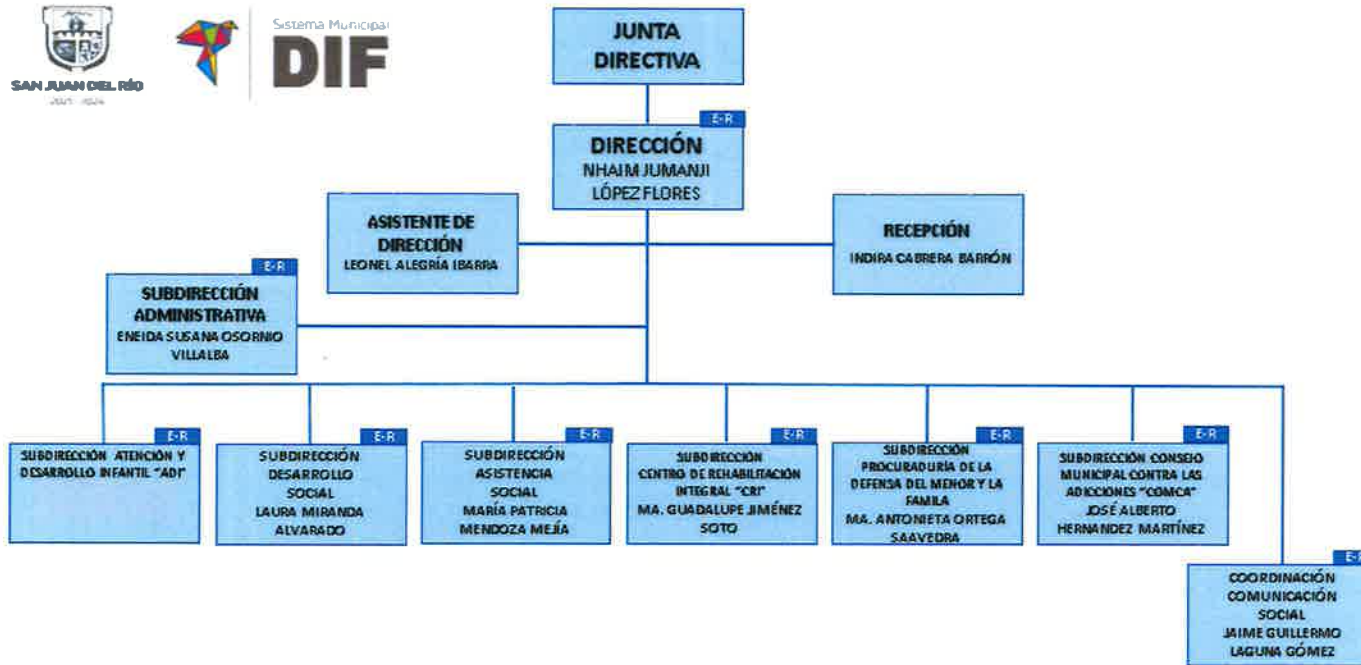 SAN JUAN DEL RÍO
2021 - 2024
Sistema Municipal
DIF
JUNTA
DIRECTIVA
E-R
DIRECCIÓN
NHAIM JUMANJI
LÓPEZ FLORES
ASISTENTE DE
DIRECCIÓN
LEONEL ALEGRÍA IBARRA
RECEPCIÓN
INDIRA CABRERA BARRÓN
E-R
SUBDIRECCIÓN
ADMINISTRATIVA
ENEIDA SUSANA OSORNIO
VILLALBA
E-R
SUBDIRECCIÓN ATENCIÓN Y
DESARROLLO INFANTIL "ADI"
E-R
SUBDIRECCIÓN
DESARROLLO
SOCIAL
LAURA MIRANDA
ALVARADO
E-R
SUBDIRECCIÓN
ASISTENCIA
SOCIAL
MARÍA PATRICIA
MENDOZA MEJÍA
E-R
SUBDIRECCIÓN
CENTRO DE REHABILITACIÓN
INTEGRAL "CRI"
MA. GUADALUPE JIMÉNEZ
SOTO
E-R
SUBDIRECCIÓN
PROCURADURÍA DE LA
DEFENSA DEL MENOR Y LA
FAMILA
MA. ANTONIETA ORTEGA
SAAVEDRA
E-R
SUBDIRECCIÓN CONSEJO
MUNICIPAL CONTRA LAS
ADICCIONES "COMCA"
JOSÉ ALBERTO
HERNANDEZ MARTÍNEZ
E-R
COORDINACIÓN
COMUNICACIÓN
SOCIAL
JAIME GUILLERMO
LAGUNA GÓMEZ